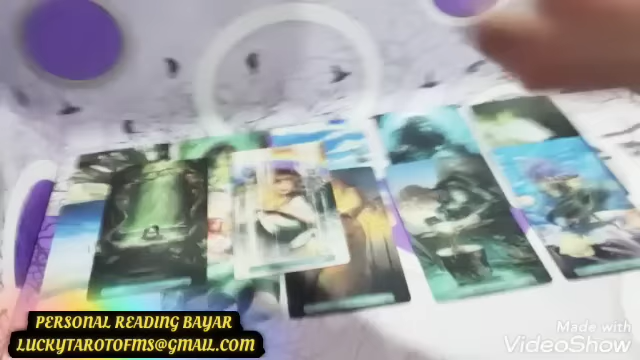 Made with
VideoShow
PERSONAL READING BAYAR
LUCKYTAROTOFMS@GMAIL.COM